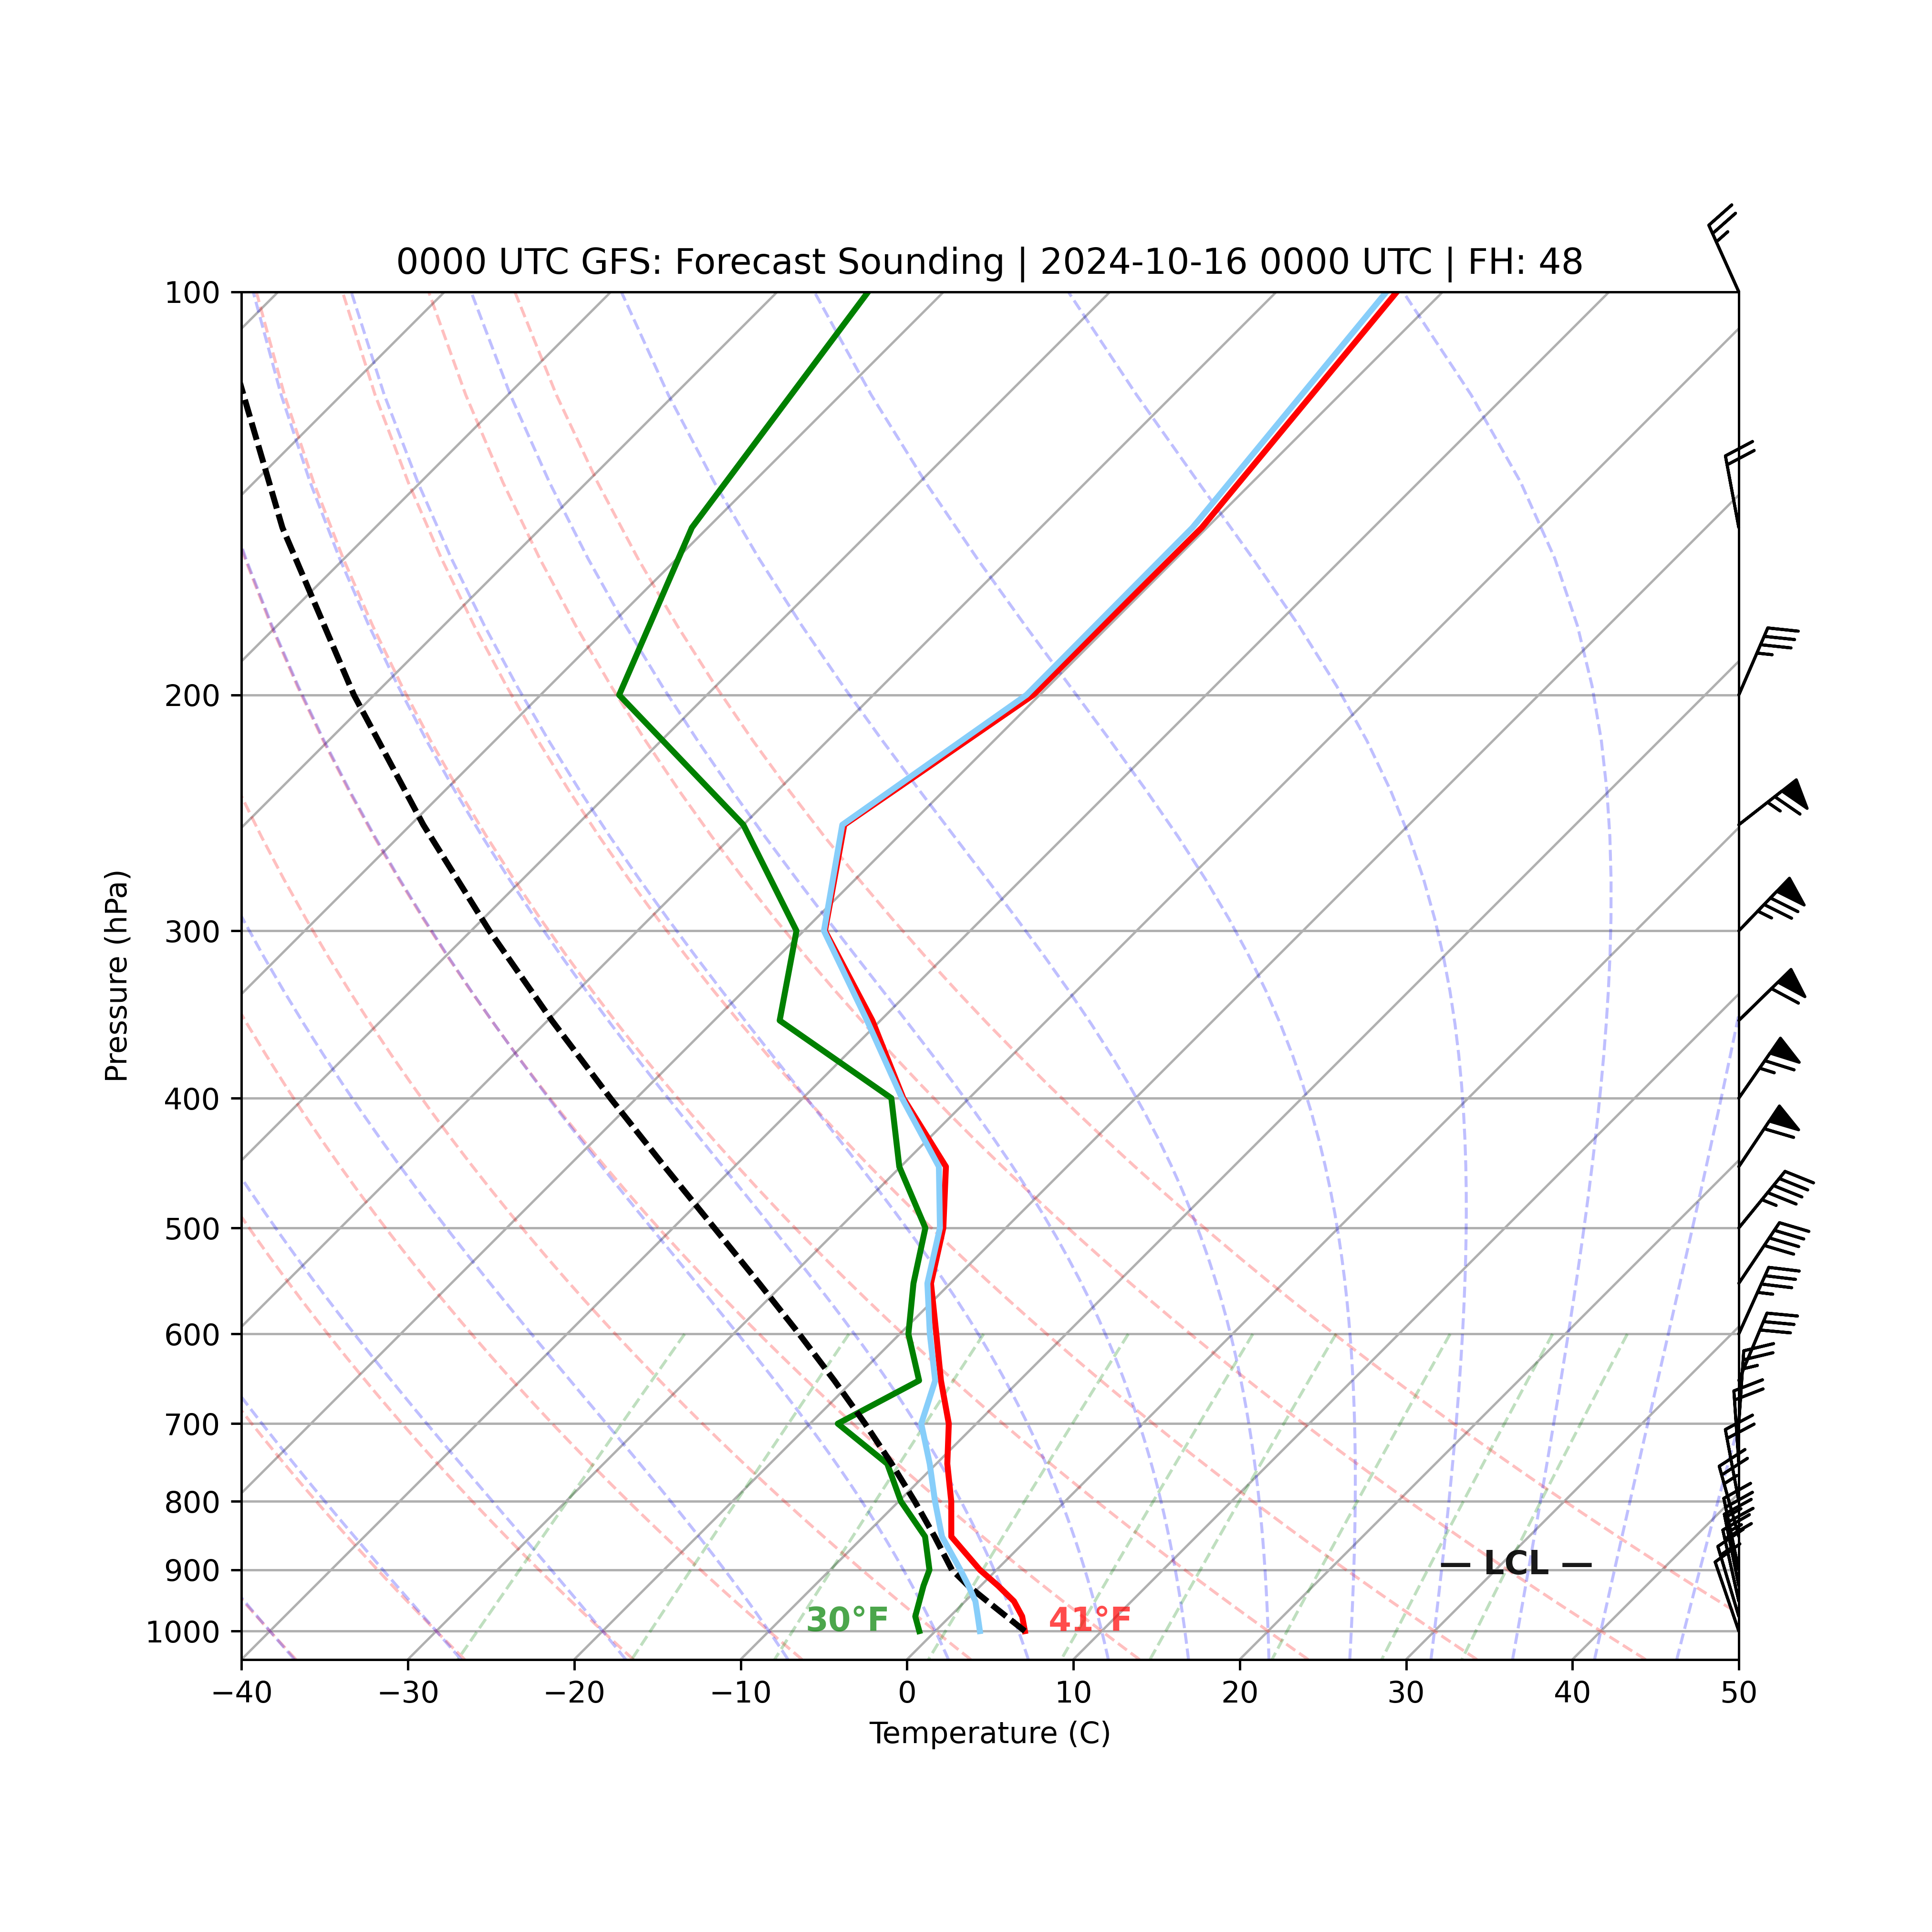 0000 UTC GFS: Forecast Sounding | 2024-10-16 0000 UTC | FH: 48
100
200
300
400
500
600
700
800
900
1000
Pressure (hPa)
— LCL —
30°F
41°F
−40 −30 −20 −10 0 10 20 30 40 50
Temperature (C)